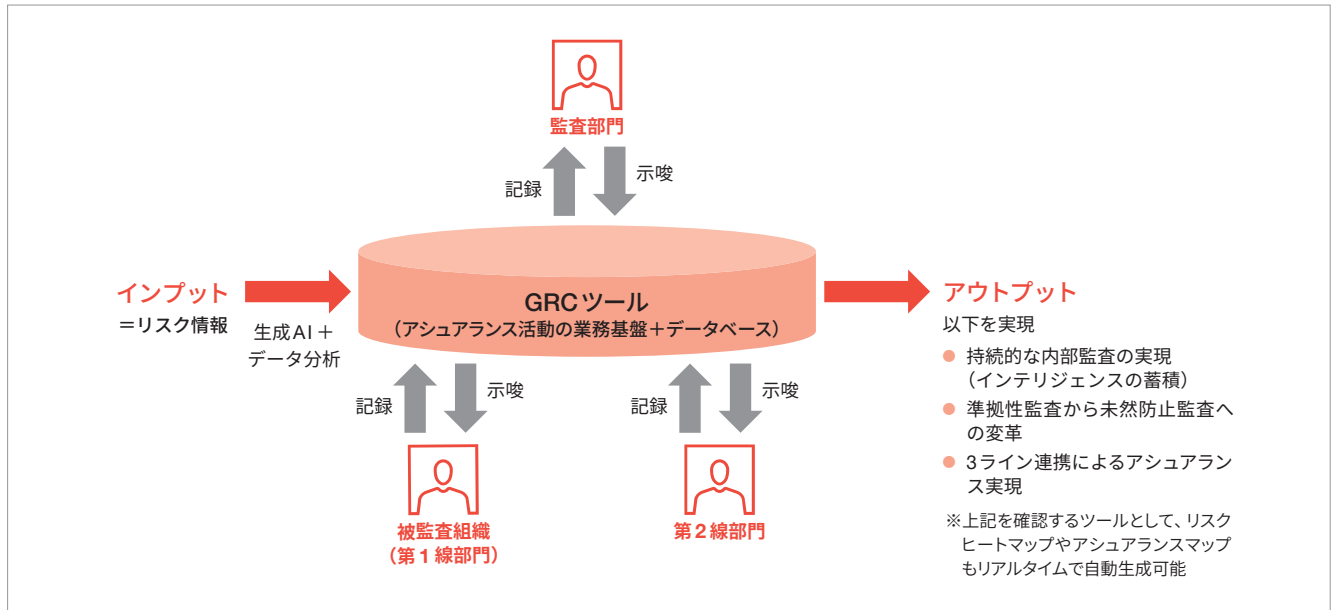 監査部門
記録
示唆
インプット
＝リスク情報
生成AI＋
データ分析
GRCツール
（アシュアランス活動の業務基盤＋データベース）
記録
示唆
被監査組織
（第1線部門）
記録
示唆
第2線部門
アウトプット
以下を実現
● 持続的な内部監査の実現
（インテリジェンスの蓄積）
● 準拠性監査から未然防止監査へ
の変革
● 3ライン連携によるアシュアラン
ス実現
※上記を確認するツールとして、リスク
ヒートマップやアシュアランスマップ
もリアルタイムで自動生成可能